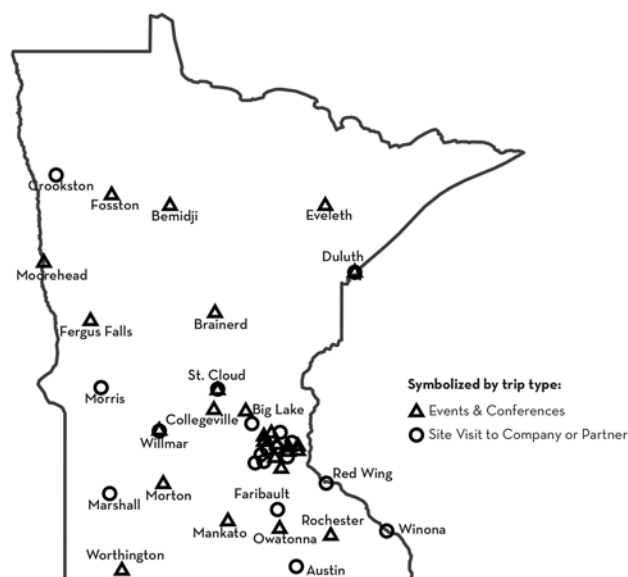 Crookston
Fosston
Bemidji
Eveleth
Duluth
Moorehead
Fergus Falls
Brainerd
St. Cloud
Morris
Collegeville
Big Lake
Willmar
Symbolized by trip type:
Events & Conferences
Site Visit to Company or Partner
Red Wing
Morton
Marshall
Faribault
Mankato
Owatonna
Rochester
Winona
Worthington
Austin